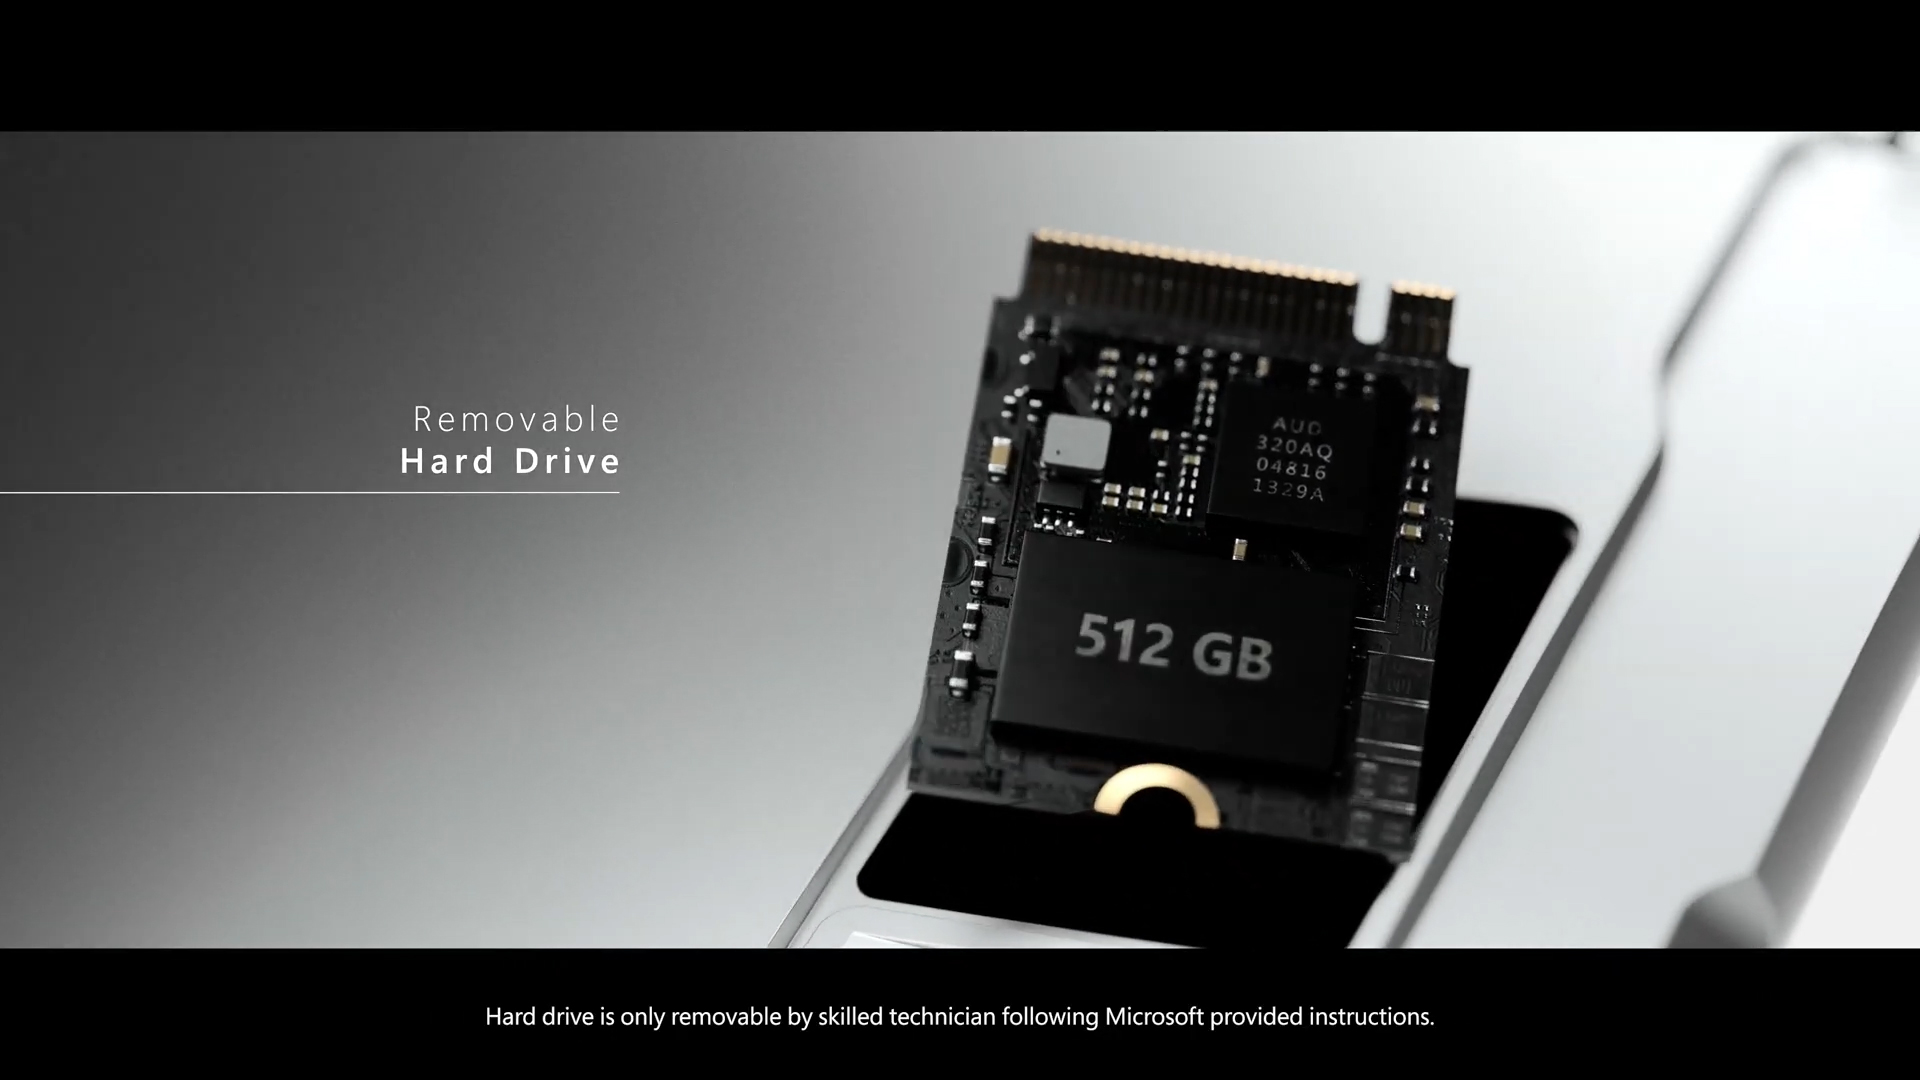 Removable
Hard Drive
AUD
320AQ
04816
1329A
512 GB
Hard drive is only removable by skilled technician following Microsoft provided instructions.